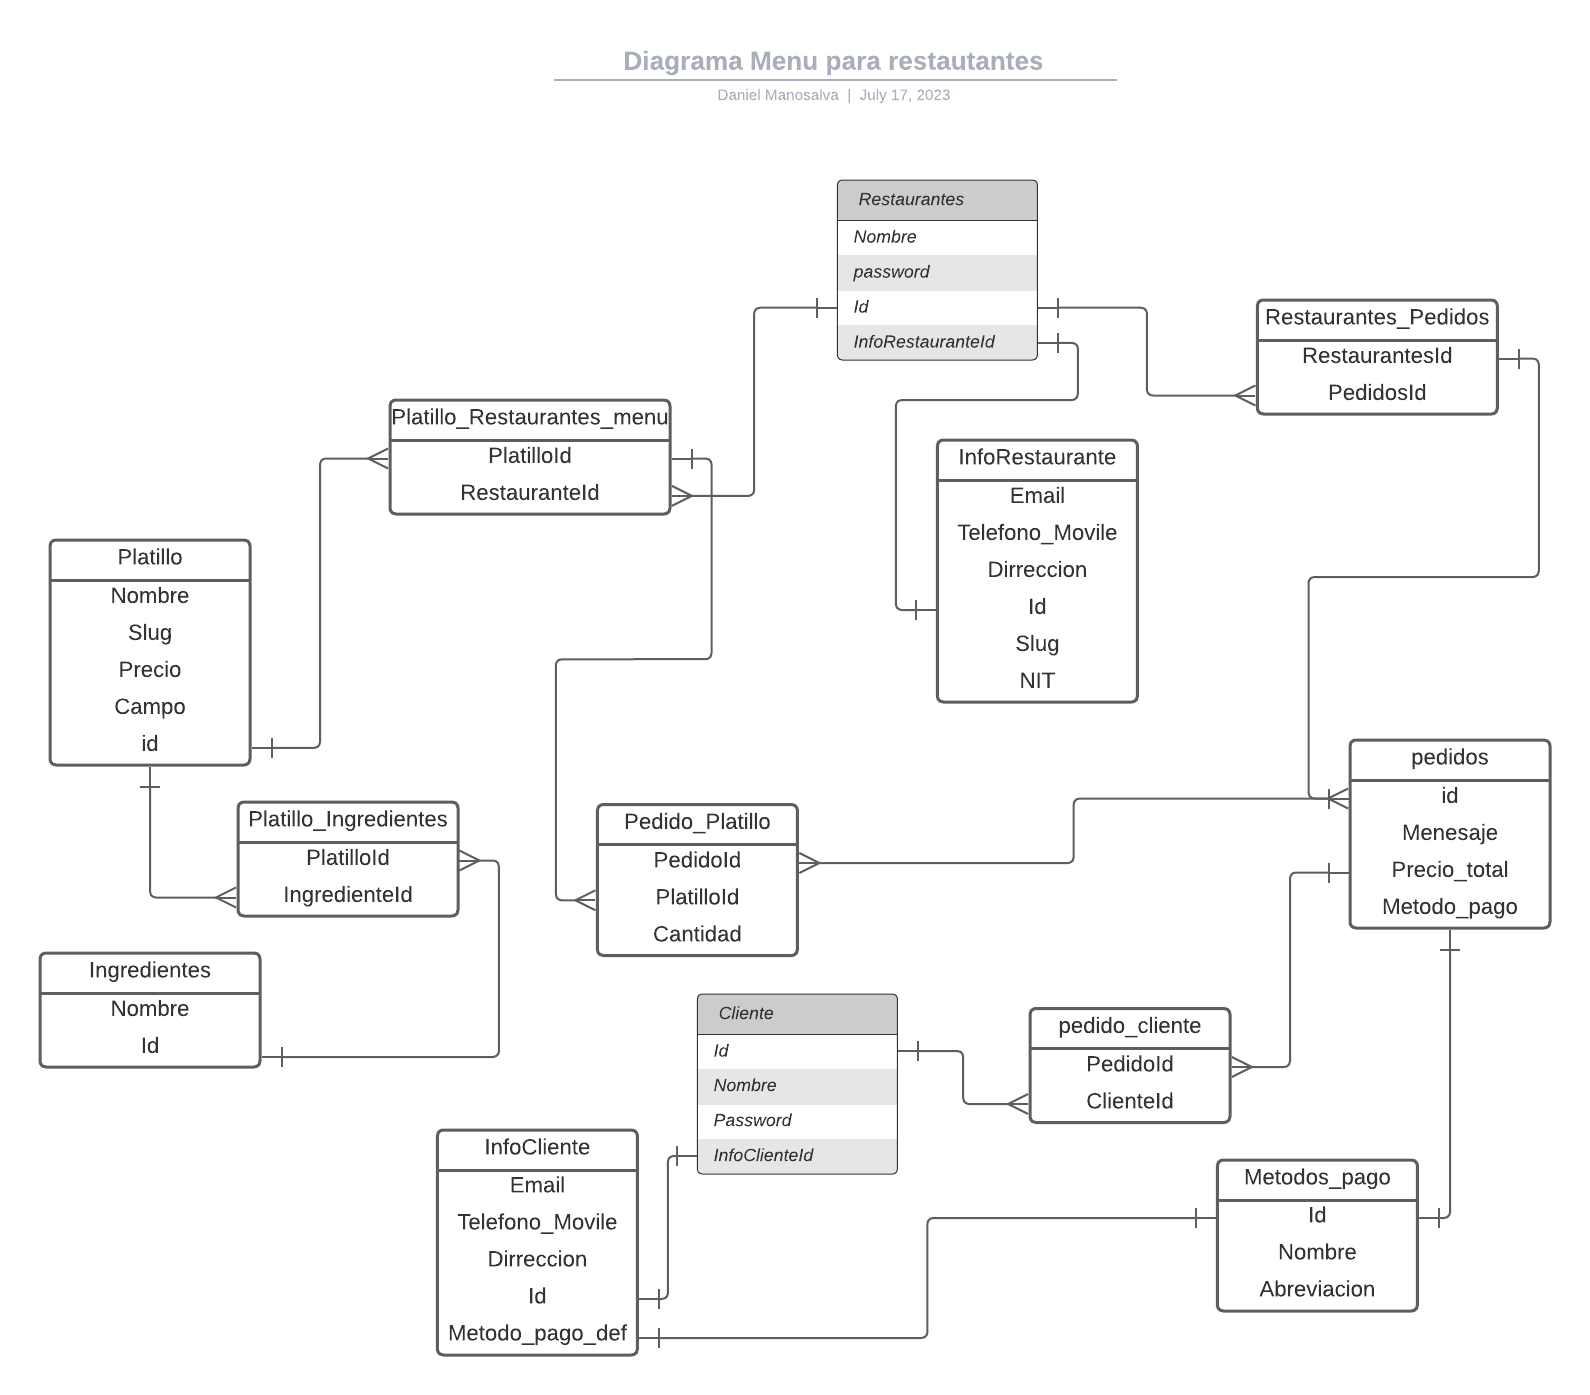 Diagrama Menu para restautantes
Daniel Manosalva | July 17, 2023
Restaurantes
Nombre
password
Id
InfoRestauranteId
Restaurantes_Pedidos
RestaurantesId
PedidosId
Platillo_Restaurantes_menu
PlatilloId
RestauranteId
InfoRestaurante
Email
Telefono_Movile
Dirreccion
Id
Slug
NIT
Platillo
Nombre
Slug
Precio
Campo
id
pedidos
id
Menesaje
Precio_total
Metodo_pago
Platillo_Ingredientes
PlatilloId
IngredienteId
Pedido_Platillo
PedidoId
PlatilloId
Cantidad
Ingredientes
Nombre
Id
Cliente
Id
Nombre
Password
InfoClienteId
pedido_cliente
PedidoId
ClienteId
InfoCliente
Email
Telefono_Movile
Dirreccion
Id
Metodo_pago_def
Metodos_pago
Id
Nombre
Abreviacion